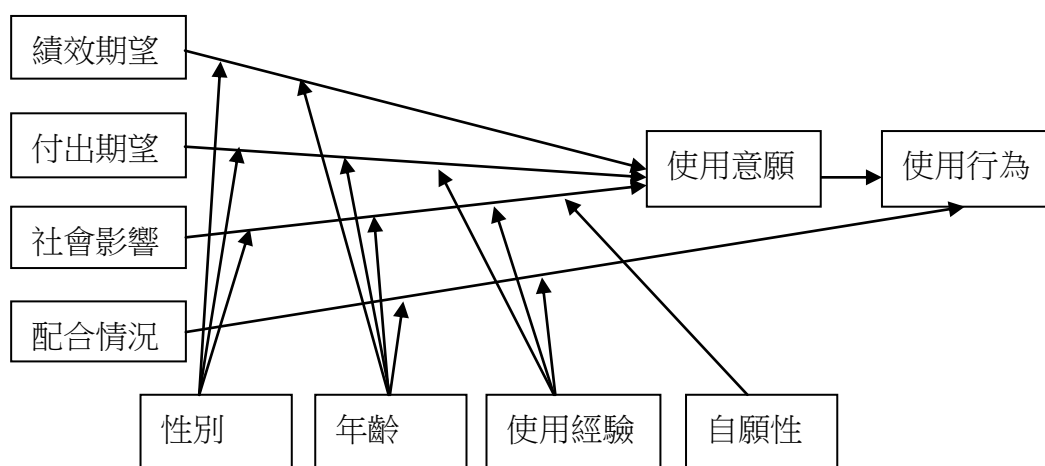 績效期望
付出期望
社會影響
配合情況
使用意願
使用行為
性別
年齡
使用經驗
自願性